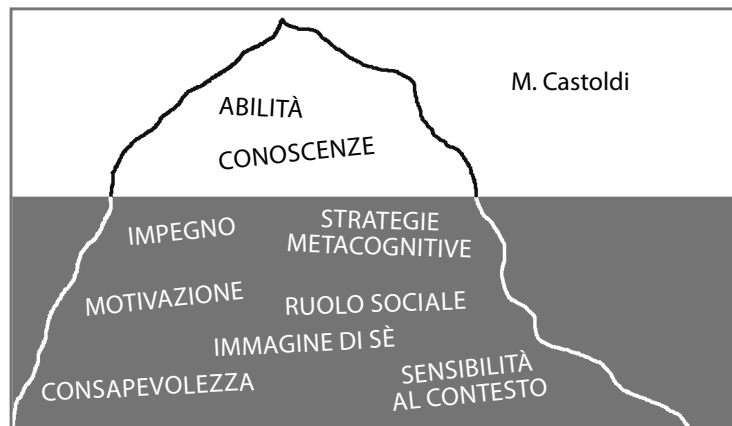 M. Castoldi
ABILITÀ
CONOSCENZE
IMPEGNO
STRATEGIE
METACOGNITIVE
MOTIVAZIONE
RUOLO SOCIALE
IMMAGINE DI SÈ
CONSAPEVOLEZZA
SENSIBILITÀ
AL CONTESTO